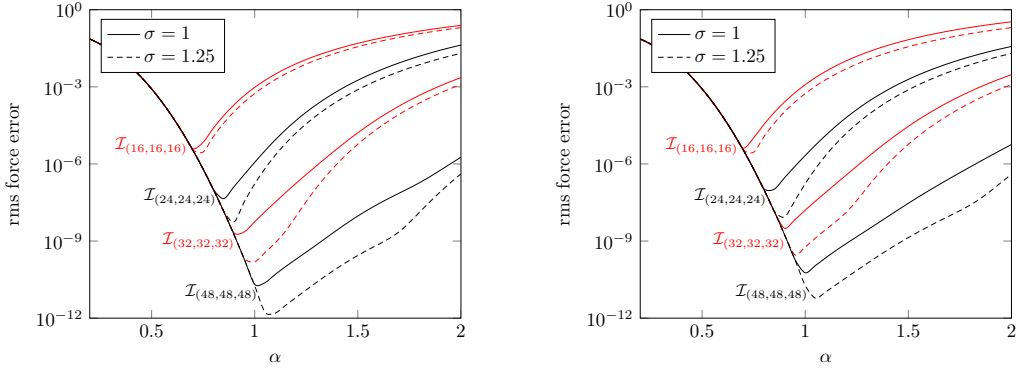 10^0
10^{-3}
10^{-6}
10^{-9}
10^{-12}
rms force error
σ = 1
σ = 1.25
I_{(16,16,16)}
I_{(24,24,24)}
I_{(32,32,32)}
I_{(48,48,48)}
0.5 1 1.5 2
α
10^0
10^{-3}
10^{-6}
10^{-9}
10^{-12}
rms force error
σ = 1
σ = 1.25
I_{(16,16,16)}
I_{(24,24,24)}
I_{(32,32,32)}
I_{(48,48,48)}
0.5 1 1.5 2
α